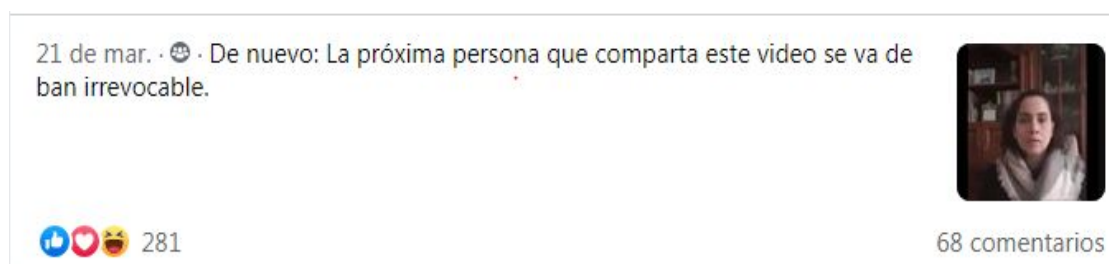 21 de mar. · · De nuevo: La próxima persona que comparta este video se va de
ban irrevocable.
281
68 comentarios